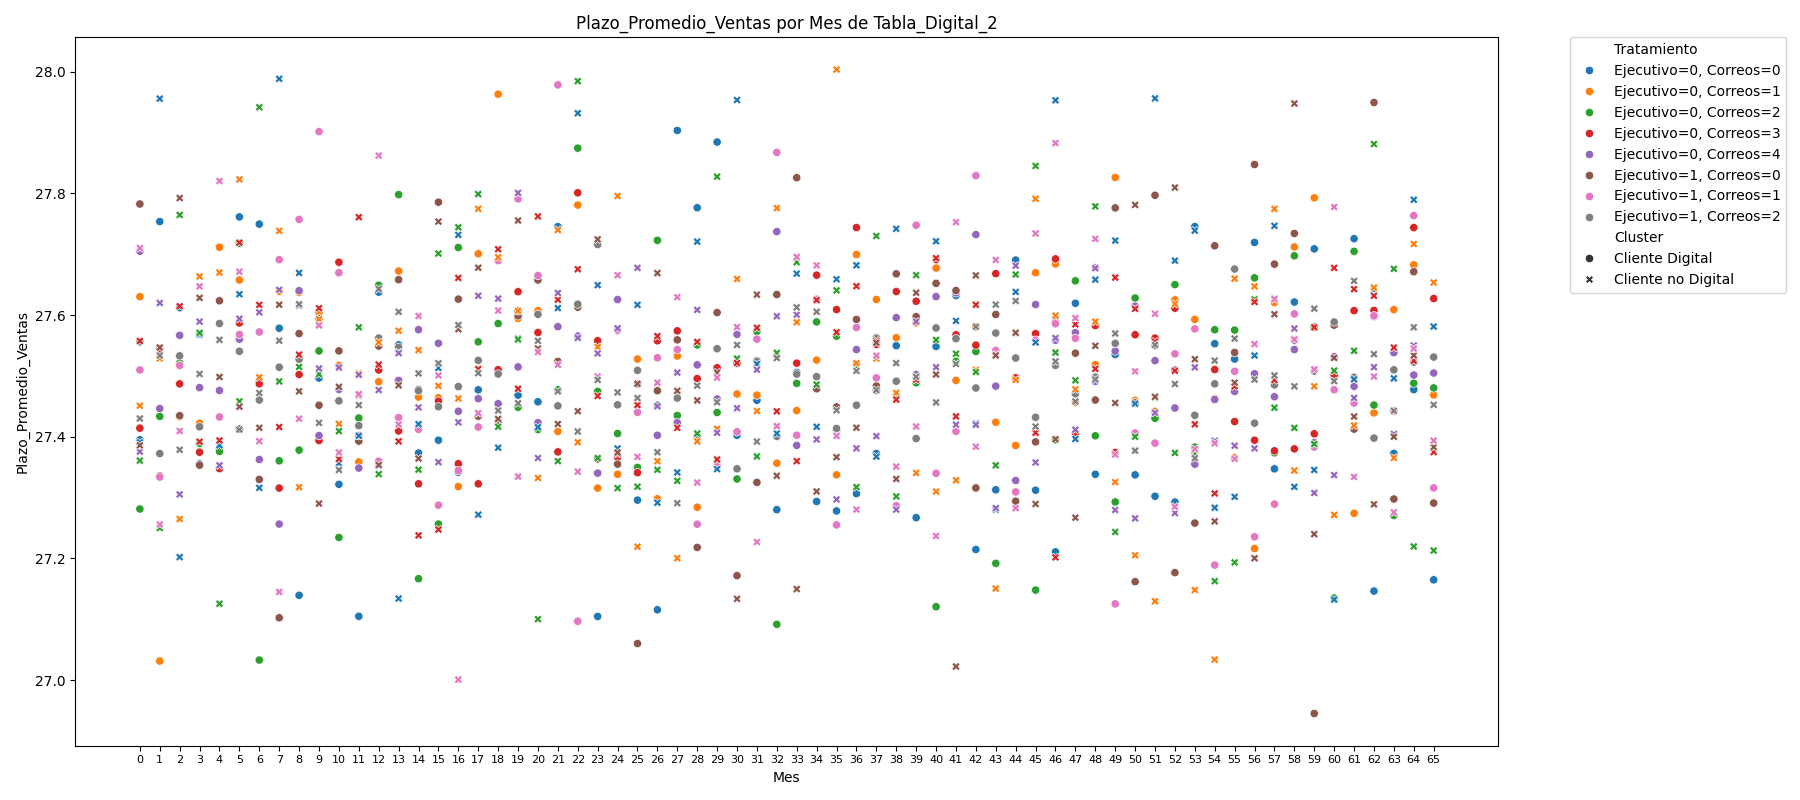 Plazo_Promedio_Ventas por Mes de Tabla_Digital_2
Plazo_Promedio_Ventas
28.0
27.8
27.6
27.4
27.2
27.0
0 1 2 3 4 5 6 7 8 9 10 11 12 13 14 15 16 17 18 19 20 21 22 23 24 25 26 27 28 29 30 31 32 33 34 35 36 37 38 39 40 41 42 43 44 45 46 47 48 49 50 51 52 53 54 55 56 57 58 59 60 61 62 63 64 65
Mes
Tratamiento
Ejecutivo=0, Correos=0
Ejecutivo=0, Correos=1
Ejecutivo=0, Correos=2
Ejecutivo=0, Correos=3
Ejecutivo=0, Correos=4
Ejecutivo=1, Correos=0
Ejecutivo=1, Correos=1
Ejecutivo=1, Correos=2
Cluster
Cliente Digital
Cliente no Digital